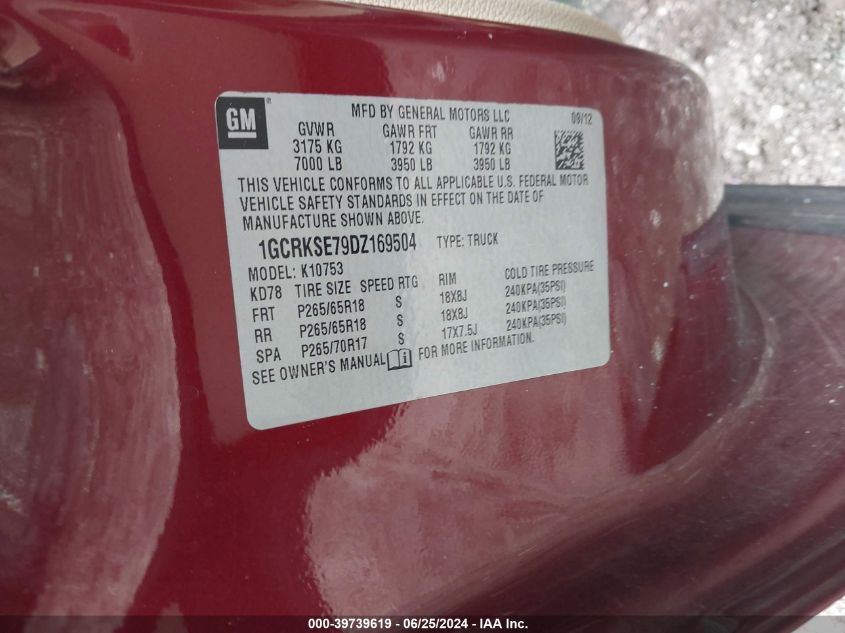 GM ®
MFD BY GENERAL MOTORS LLC 09/12
GVWR GAWR FRT GAWR RR
3175 KG 1792 KG 1792 KG
7000 LB 3950 LB 3950 LB
THIS VEHICLE CONFORMS TO ALL APPLICABLE U.S. FEDERAL MOTOR
VEHICLE SAFETY STANDARDS IN EFFECT ON THE DATE OF
MANUFACTURE SHOWN ABOVE.
1GCRKSE79DZ169504 TYPE: TRUCK
MODEL: K10753
KD78 TIRE SIZE SPEED RTG RIM COLD TIRE PRESSURE
FRT P265/65R18 S 18X8J 240KPA(35PSI)
RR P265/65R18 S 18X8J 240KPA(35PSI)
SPA P265/70R17 S 17X7.5J 240KPA(35PSI)
SEE OWNER'S MANUAL FOR MORE INFORMATION.
000-39739619 - 06/25/2024 - IAA Inc.